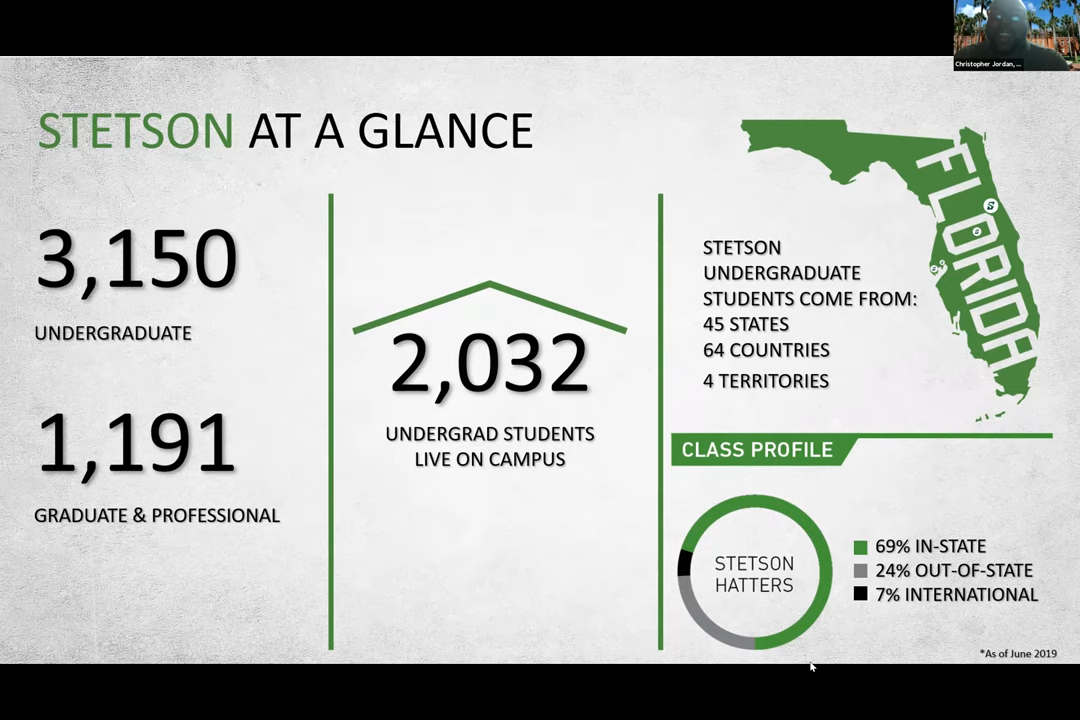 Christopher Jordan, ...
STETSON AT A GLANCE
3,150
UNDERGRADUATE
1,191
GRADUATE & PROFESSIONAL
2,032
UNDERGRAD STUDENTS
LIVE ON CAMPUS
FLORIDA
S
STETSON
UNDERGRADUATE
STUDENTS COME FROM:
45 STATES
64 COUNTRIES
4 TERRITORIES
CLASS PROFILE
STETSON
HATTERS
69% IN-STATE
24% OUT-OF-STATE
7% INTERNATIONAL
*As of June 2019